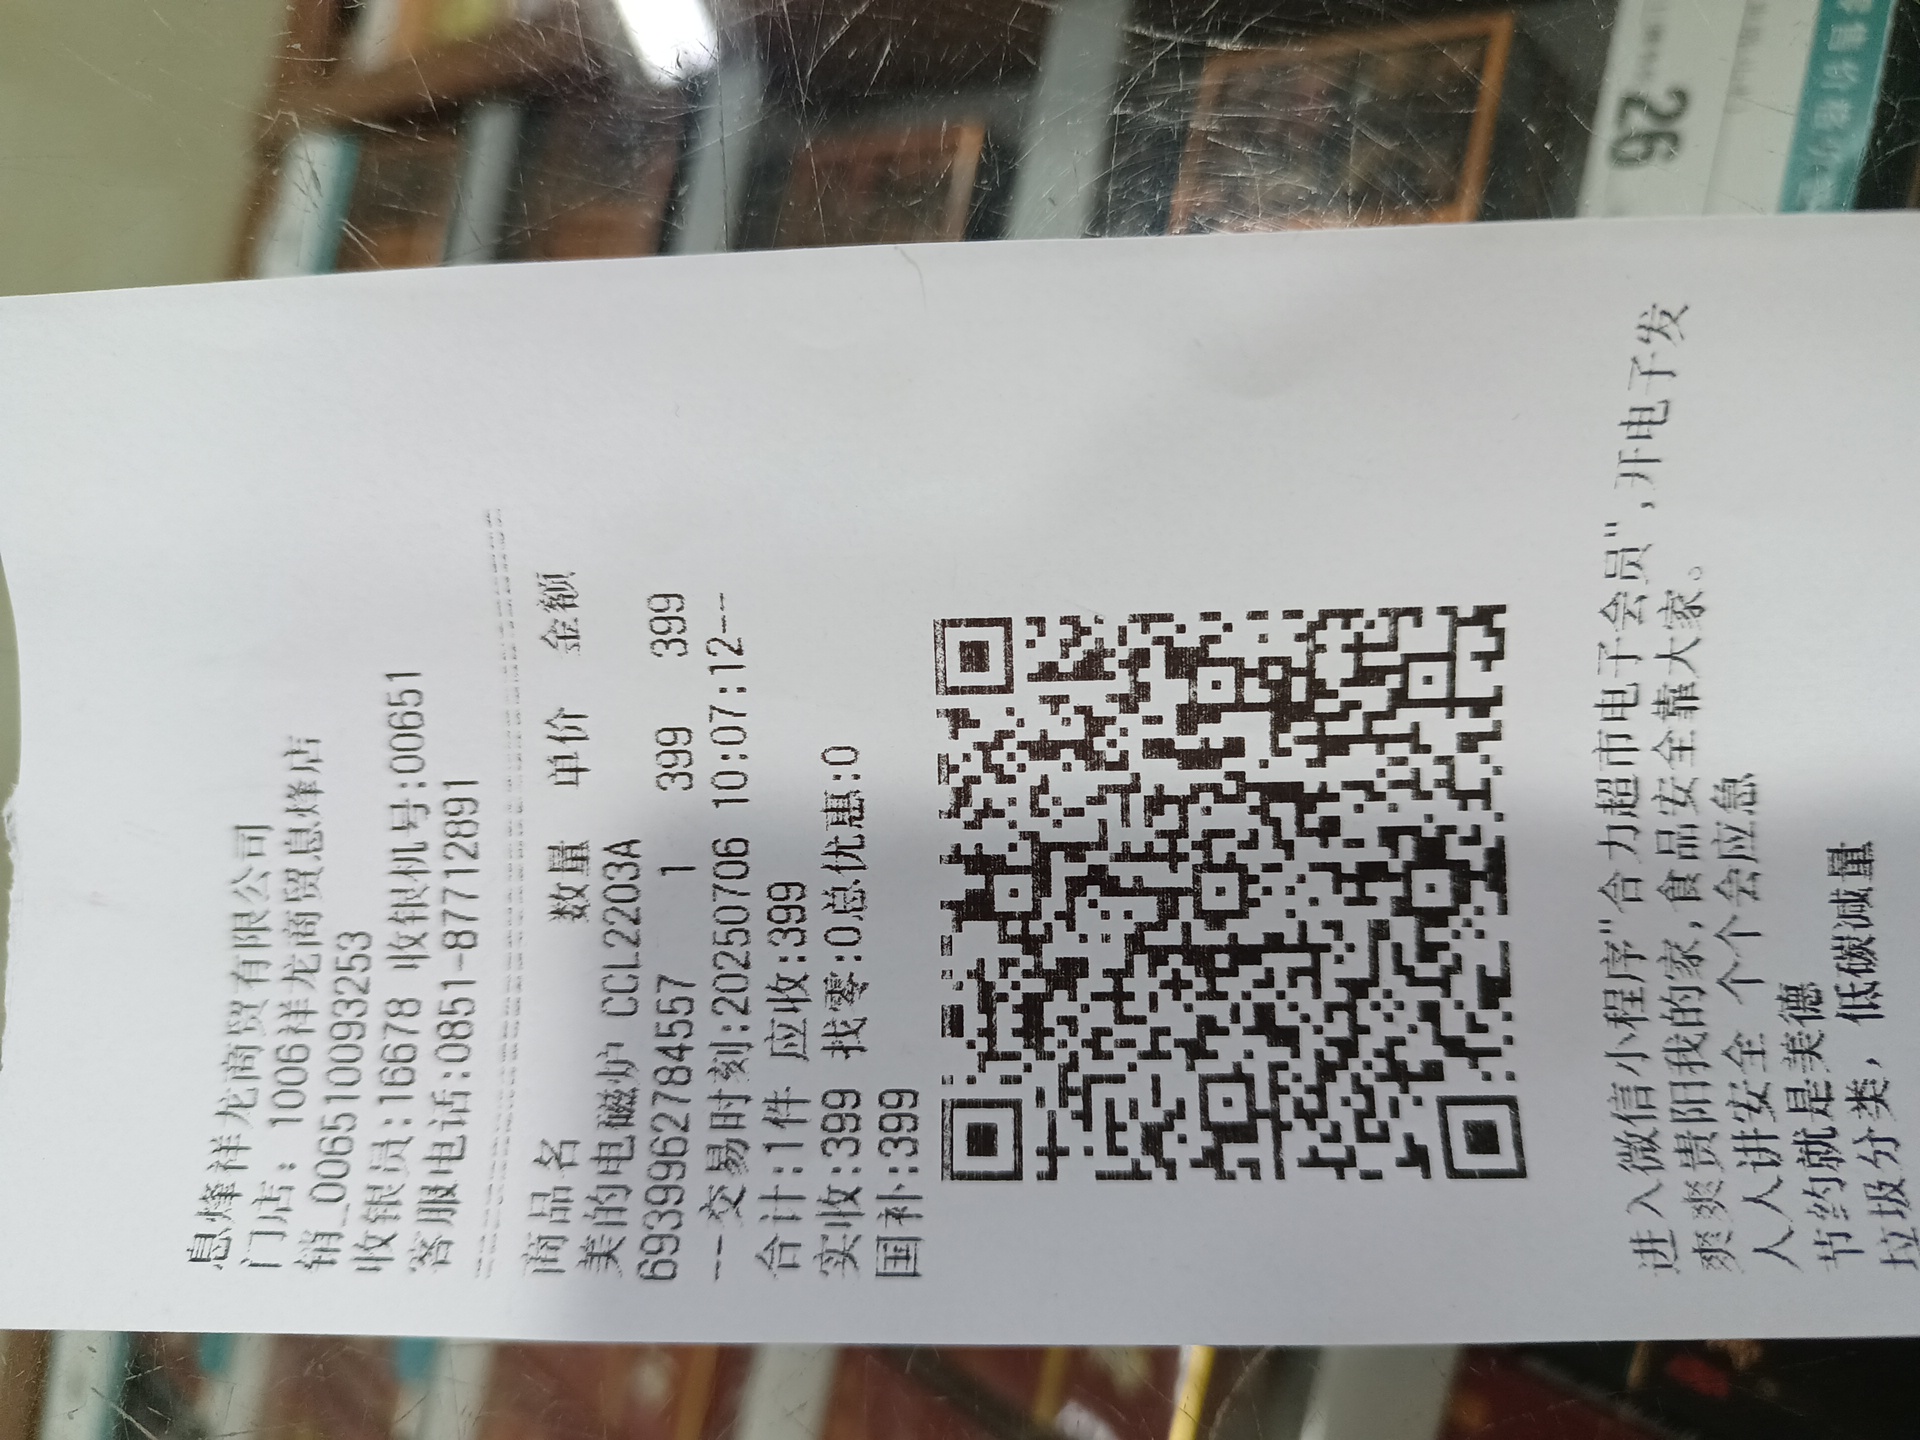 息烽祥龙商贸有限公司
门店: 1006祥龙商贸息烽店
销_006510093253
收银员:16678 收银机号:00651
客服电话:0851-87712891
商品名 数量 单价 金额
美的电磁炉 CCL2203A
6939962784557 1 399 399
--交易时刻:20250706 10:07:12--
合计:1件 应收:399
实收:399 找零:0总优惠:0
国补:399
进入微信小程序"合力超市电子会员",开电子发
爽爽贵阳我的家,食品安全靠大家。
人人讲安全 个个会应急
节约就是美德
垃圾分类, 低碳减量
26